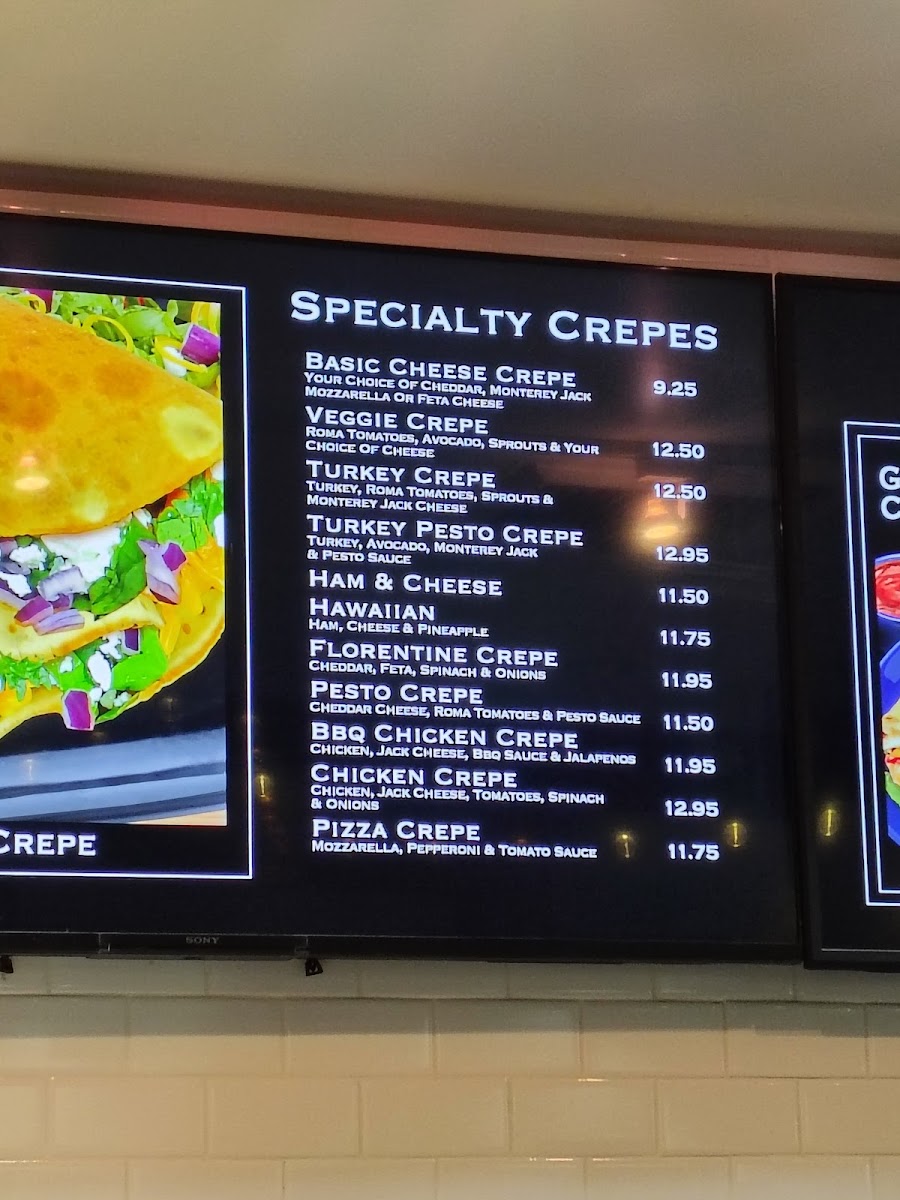 SPECIALTY CREPES
BASIC CHEESE CREPE 9.25
YOUR CHOICE OF CHEDDAR, MONTEREY JACK
MOZZARELLA OR FETA CHEESE
VEGGIE CREPE
ROMA TOMATOES, AVOCADO, SPROUTS & YOUR
CHOICE OF CHEESE 12.50
TURKEY CREPE
TURKEY, ROMA TOMATOES, SPROUTS & 12.50
MONTEREY JACK CHEESE
TURKEY PESTO CREPE
TURKEY, AVOCADO, MONTEREY JACK 12.95
& PESTO SAUCE
HAM & CHEESE 11.50
HAWAIIAN
HAM, CHEESE & PINEAPPLE 11.75
FLORENTINE CREPE
CHEDDAR, FETA, SPINACH & ONIONS 11.95
PESTO CREPE
CHEDDAR CHEESE, ROMA TOMATOES & PESTO SAUCE 11.50
BBQ CHICKEN CREPE
CHICKEN, JACK CHEESE, BBQ SAUCE & JALAPENOS 11.95
CHICKEN CREPE
CHICKEN, JACK CHEESE, TOMATOES, SPINACH
& ONIONS 12.95
PIZZA CREPE
MOZZARELLA, PEPPERONI & TOMATO SAUCE 11.75
CREPE
SONY
G
C